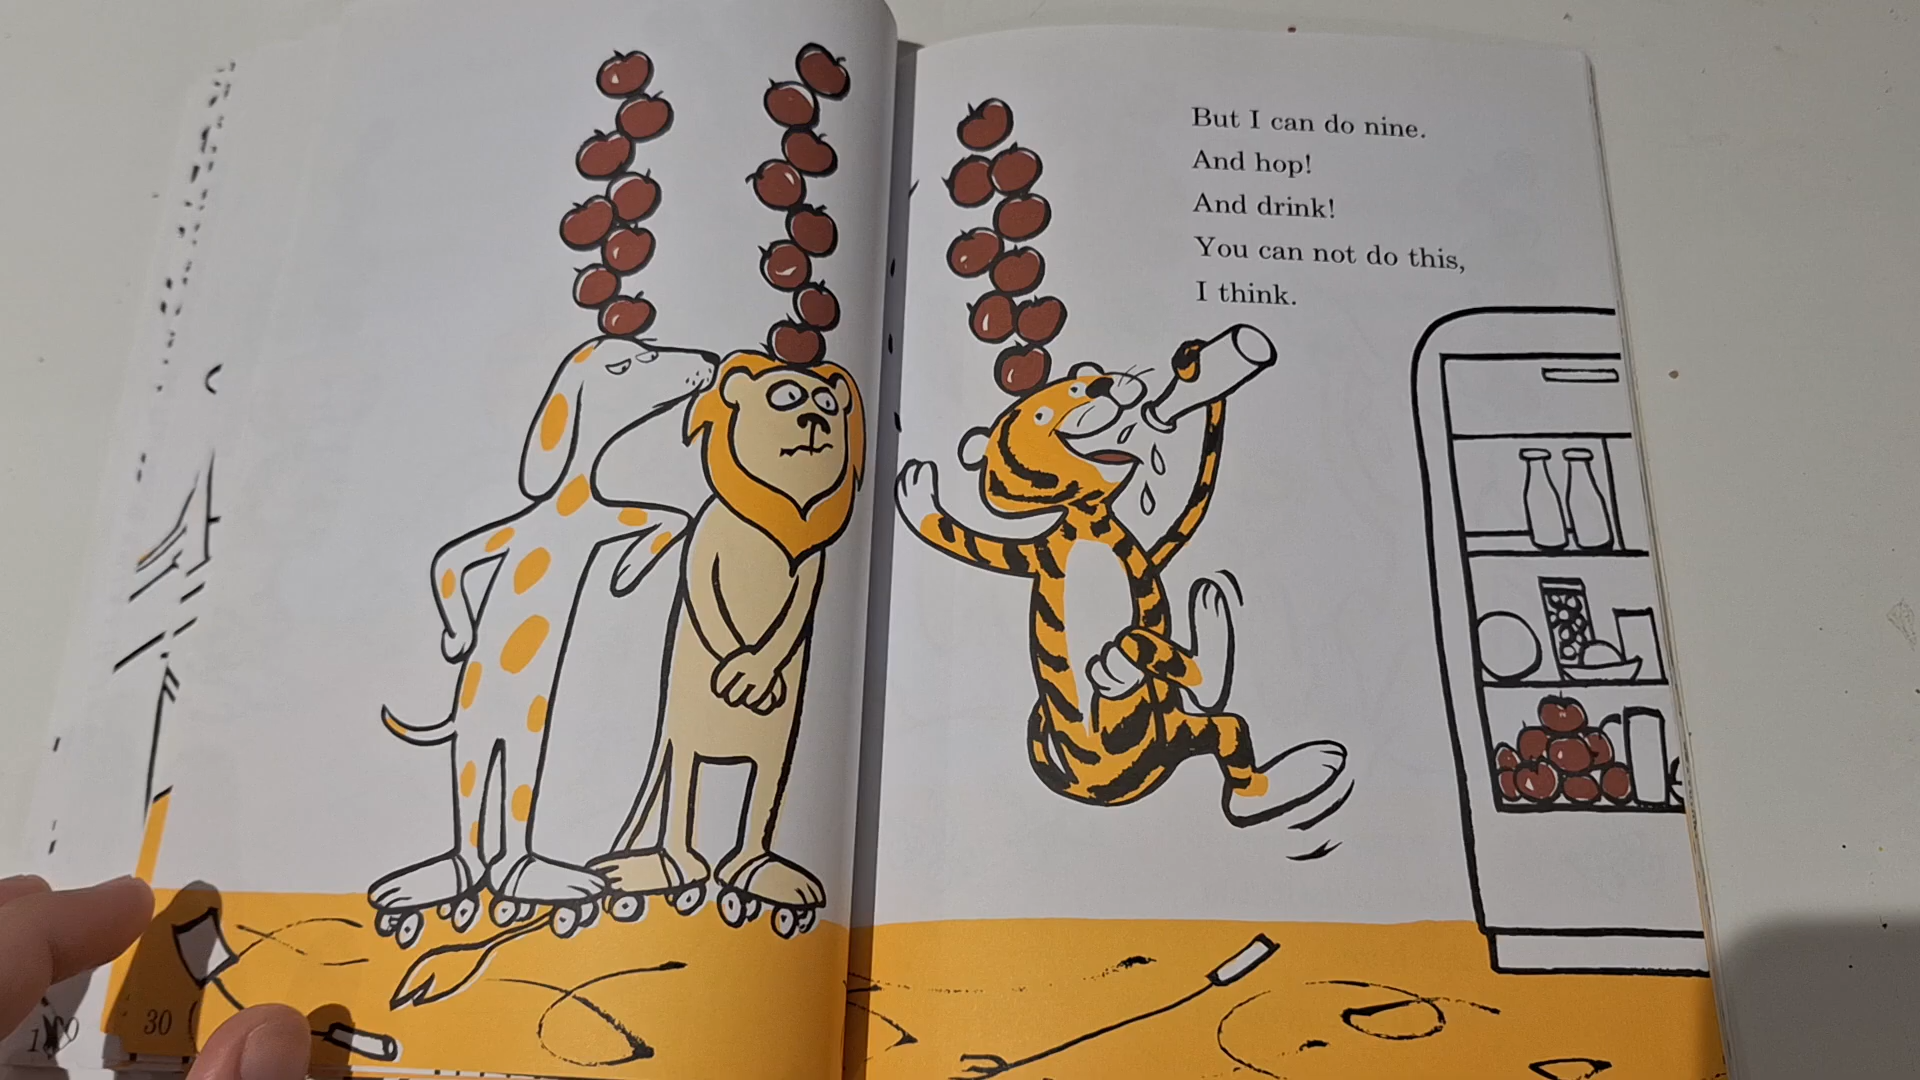 30
But I can do nine.
And hop!
And drink!
You can not do this,
I think.